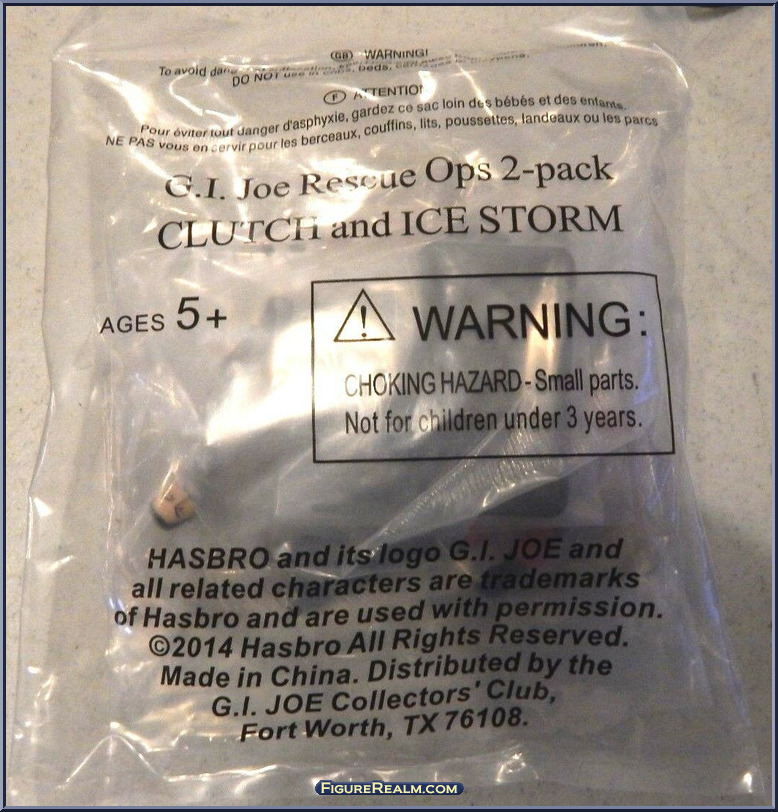 GB WARNING!
To avoid
DO NOT use in beds,
F ATTENTION
Pour éviter tout danger d'asphyxie, gardez ce sac loin des bébés et des enfants.
NE PAS vous en servir pour les berceaux, couffins, lits, poussettes, landeaux ou les parcs
G.I. Joe Rescue Ops 2-pack
CLUTCH and ICE STORM
AGES 5+
WARNING:
CHOKING HAZARD - Small parts.
Not for children under 3 years.
HASBRO and its logo G.I. JOE and
all related characters are trademarks
of Hasbro and are used with permission.
©2014 Hasbro All Rights Reserved.
Made in China. Distributed by the
G.I. JOE Collectors' Club,
Fort Worth, TX 76108.
FIGUREREALM.COM